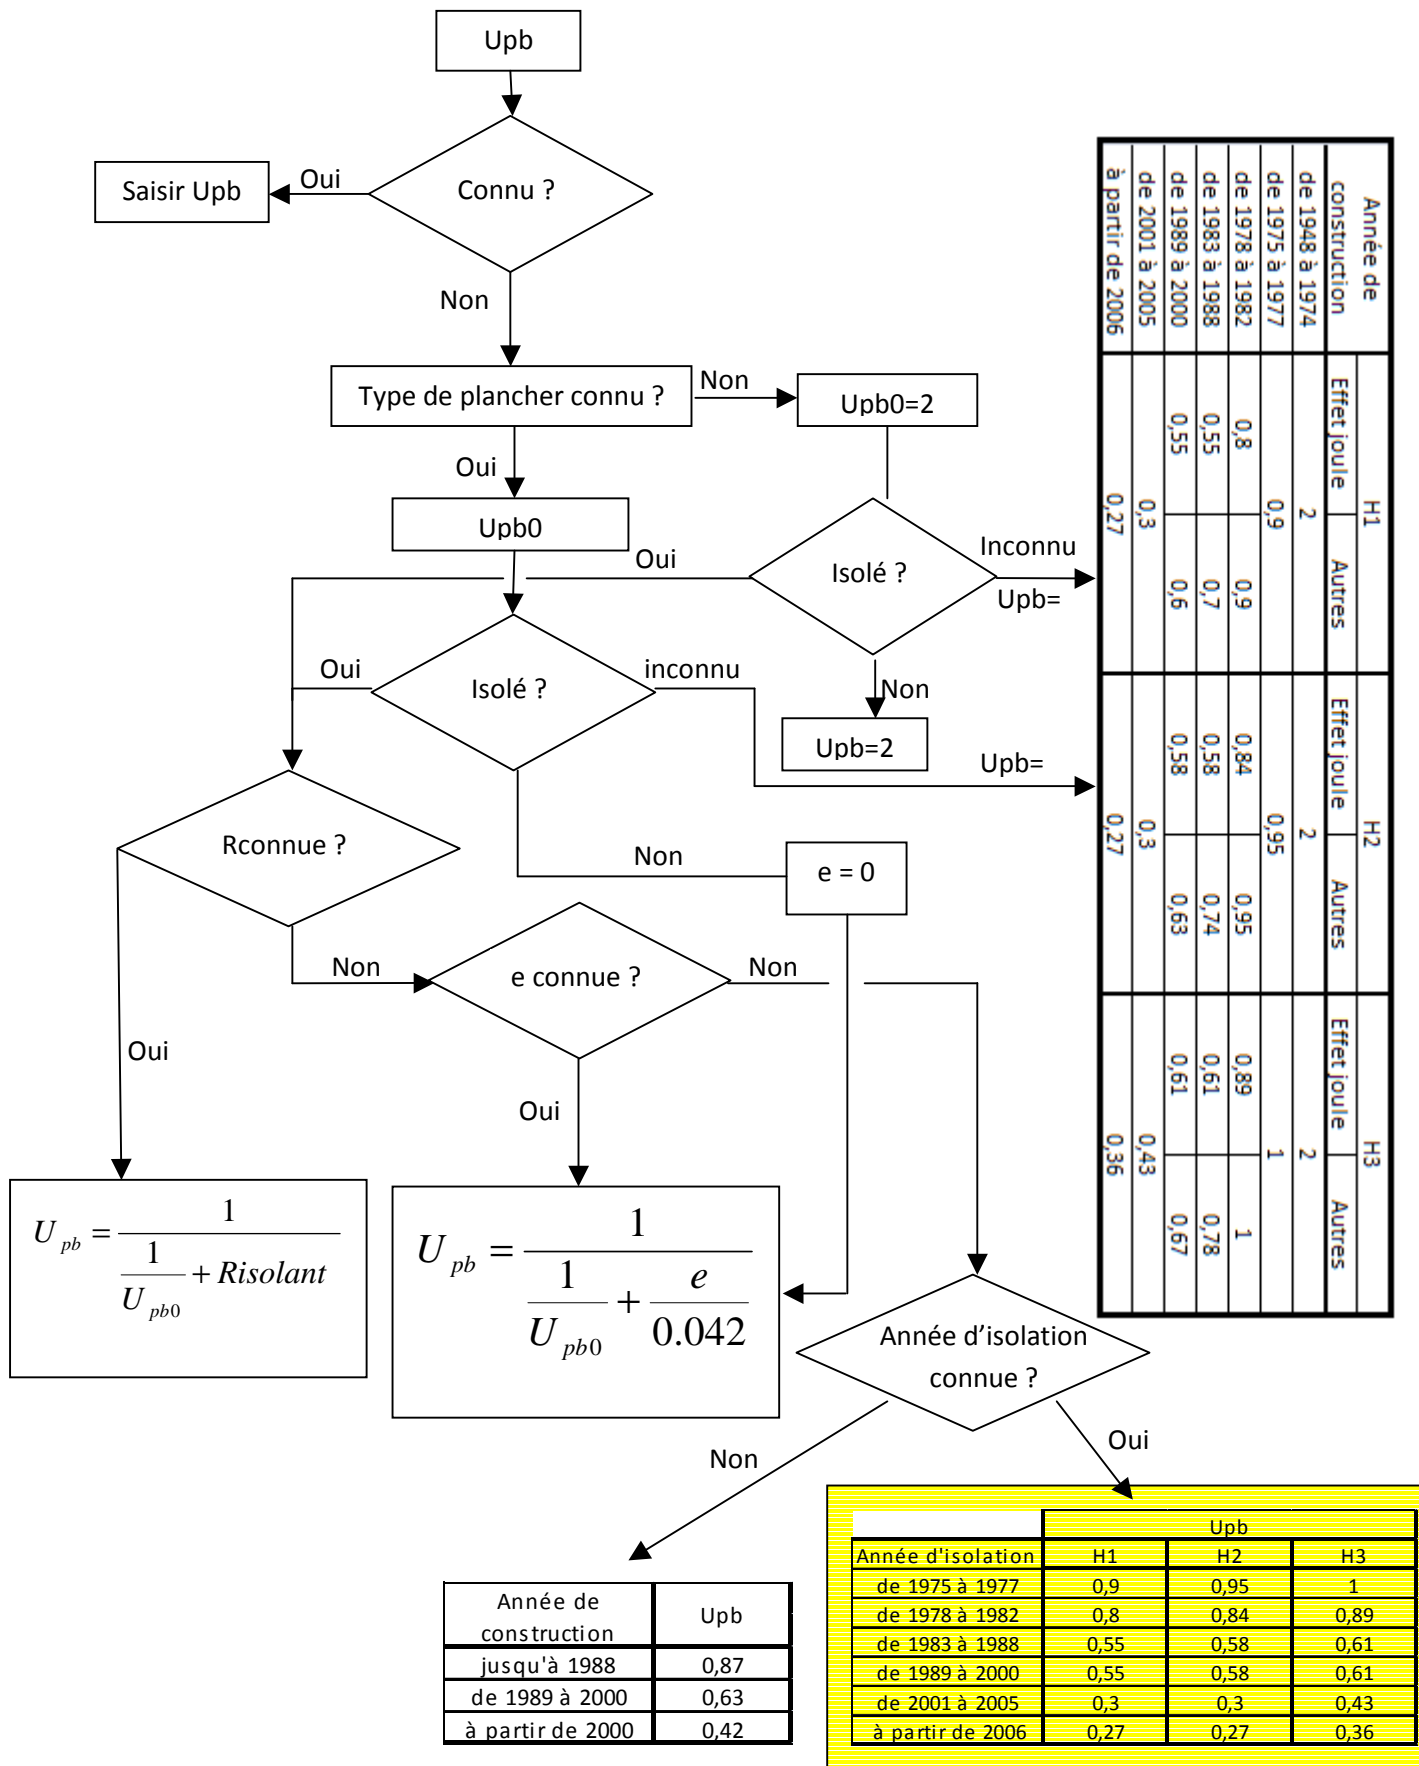 Upb
Connu ?
Oui
Saisir Upb
Non
Type de plancher connu ?
Non
Upb0=2
Oui
Upb0
Isolé ?
Inconnu
Upb=
Oui
Non
Upb=2
Isolé ?
Oui
inconnu
Upb=
Non
e = 0
Rconnue ?
Non
Oui
e connue ?
Non
Oui
U pb = 1 / (1 / U pb0 + Risolant)
U pb = 1 / (1 / U pb0 + e / 0.042)
Année d’isolation
connue ?
Non
Oui
Année de construction H1 H2 H3
Effet joule Autres Effet joule Autres Effet joule Autres
de 1948 à 1974 2 2 2
de 1975 à 1977 0,9 0,95 1
de 1978 à 1982 0,8 0,9 0,84 0,95 0,89 1
de 1983 à 1988 0,55 0,7 0,58 0,74 0,61 0,78
de 1989 à 2000 0,55 0,6 0,58 0,63 0,61 0,67
de 2001 à 2005 0,3 0,3 0,43
à partir de 2006 0,27 0,27 0,36
Année de
construction Upb
jusqu'à 1988 0,87
de 1989 à 2000 0,63
à partir de 2000 0,42
Upb
Année d'isolation H1 H2 H3
de 1975 à 1977 0,9 0,95 1
de 1978 à 1982 0,8 0,84 0,89
de 1983 à 1988 0,55 0,58 0,61
de 1989 à 2000 0,55 0,58 0,61
de 2001 à 2005 0,3 0,3 0,43
à partir de 2006 0,27 0,27 0,36